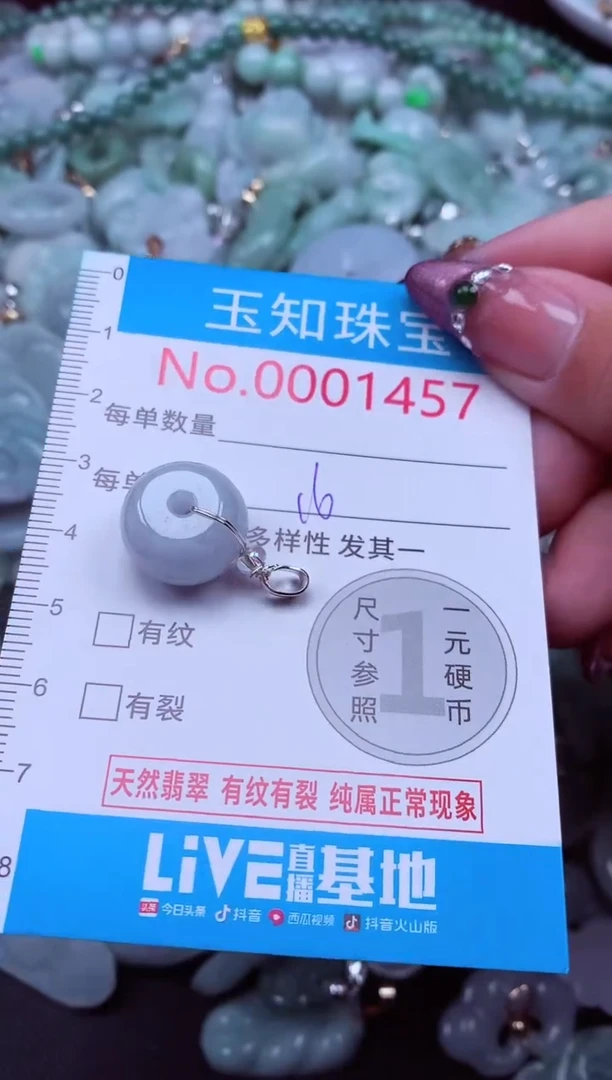 0
玉知珠宝
1
No.0001457
2
每单数量
3
每单
16
多样性 发其一
4
5
有纹
尺寸参照
1
一元硬币
6
有裂
7
天然翡翠 有纹有裂 纯属正常现象
8
LiVE直播基地
头条 今日头条 抖音 西瓜视频 抖音火山版